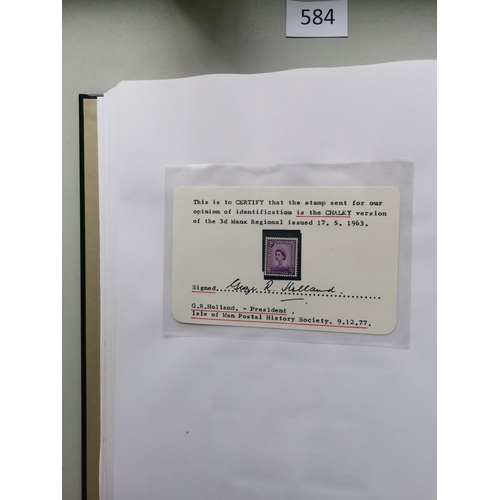 584
This is to CERTIFY that the stamp sent for our
opinion of identification is the CHALKY version
of the 3d Manx Regional issued 17. 5. 1963.
Signed.... R Holland....
G.R.Holland, - President .
Isle of Man Postal History Society. 9.12.77.